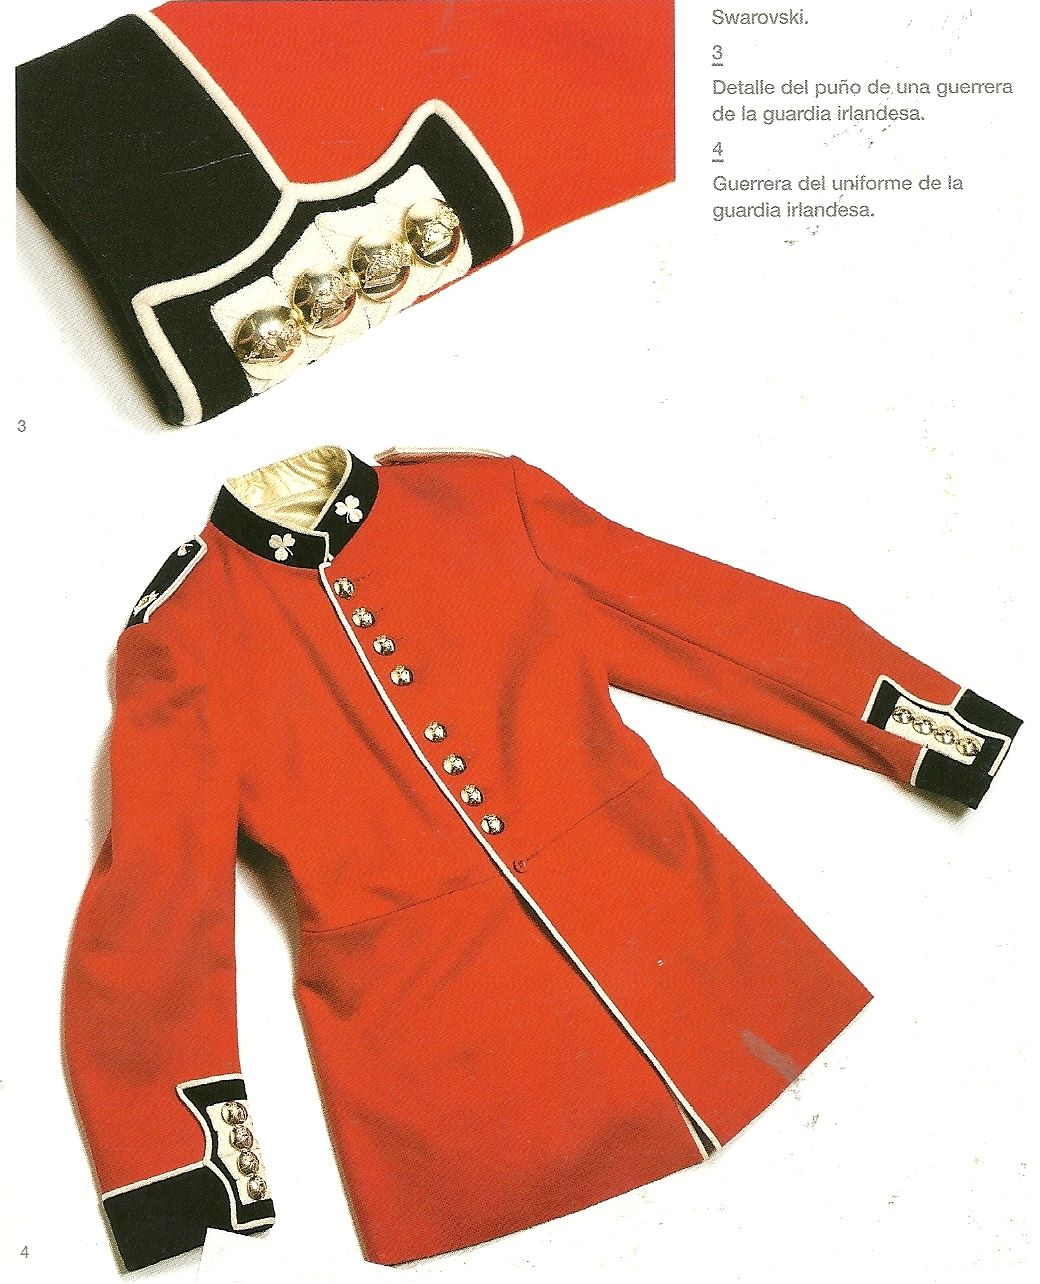 Swarovski.
3
Detalle del puño de una guerrera
de la guardia irlandesa.
4
Guerrera del uniforme de la
guardia irlandesa.
3
4